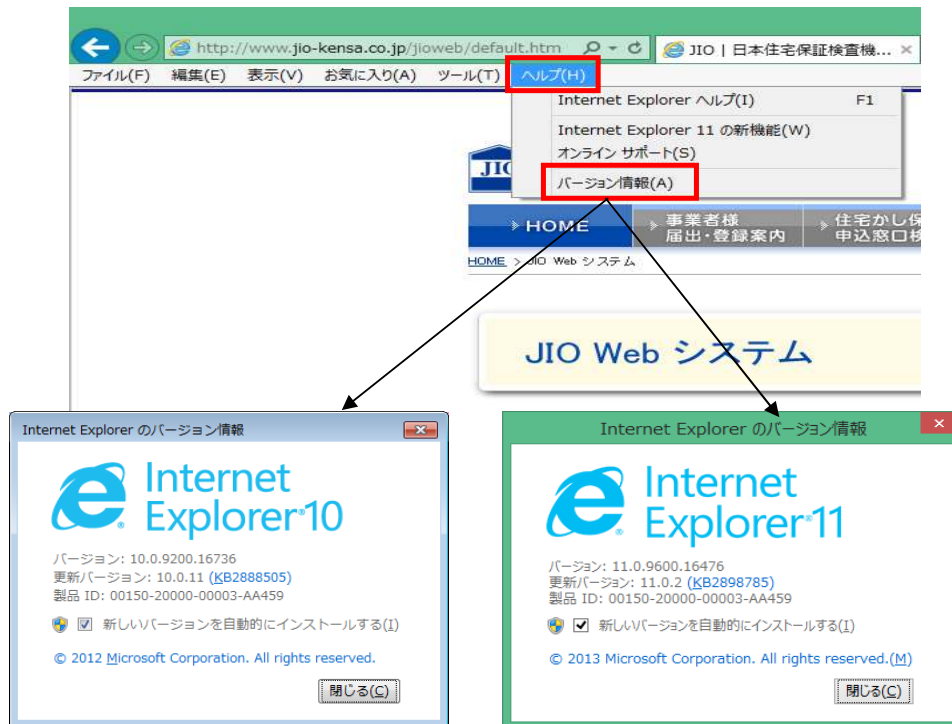 http://www.jio-kensa.co.jp/jioweb/default.htm
JIO | 日本住宅保証検査機...
ファイル(F) 編集(E) 表示(V) お気に入り(A) ツール(T) ヘルプ(H)
Internet Explorer ヘルプ(I) F1
Internet Explorer 11 の新機能(W)
オンライン サポート(S)
バージョン情報(A)
JIO
HOME
事業者様
届出・登録案内
住宅かし保
申込窓口検
HOME > JIO Web システム
JIO Web システム
Internet Explorer のバージョン情報
Internet
Explorer®10
バージョン: 10.0.9200.16736
更新バージョン: 10.0.11 (KB2888505)
製品 ID: 00150-20000-00003-AA459
新しいバージョンを自動的にインストールする(I)
© 2012 Microsoft Corporation. All rights reserved.
閉じる(C)
Internet Explorer のバージョン情報
Internet
Explorer®11
バージョン: 11.0.9600.16476
更新バージョン: 11.0.2 (KB2898785)
製品 ID: 00150-20000-00003-AA459
新しいバージョンを自動的にインストールする(I)
© 2013 Microsoft Corporation. All rights reserved.(M)
閉じる(C)